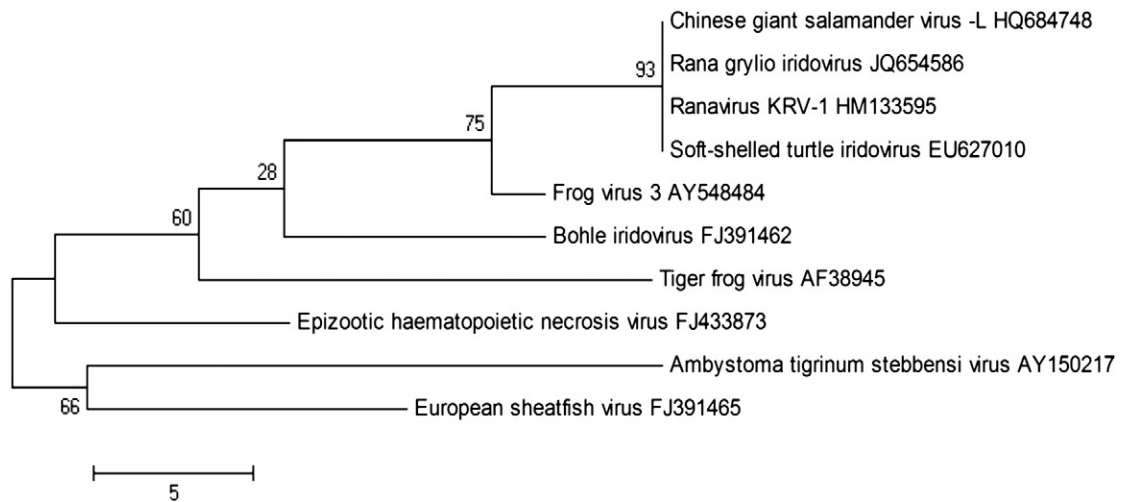 Chinese giant salamander virus -L HQ684748
93
Rana grylio iridovirus JQ654586
Ranavirus KRV-1 HM133595
75
Soft-shelled turtle iridovirus EU627010
28
Frog virus 3 AY548484
60
Bohle iridovirus FJ391462
Tiger frog virus AF38945
Epizootic haematopoietic necrosis virus FJ433873
Ambystoma tigrinum stebbensi virus AY150217
66
European sheatfish virus FJ391465
5